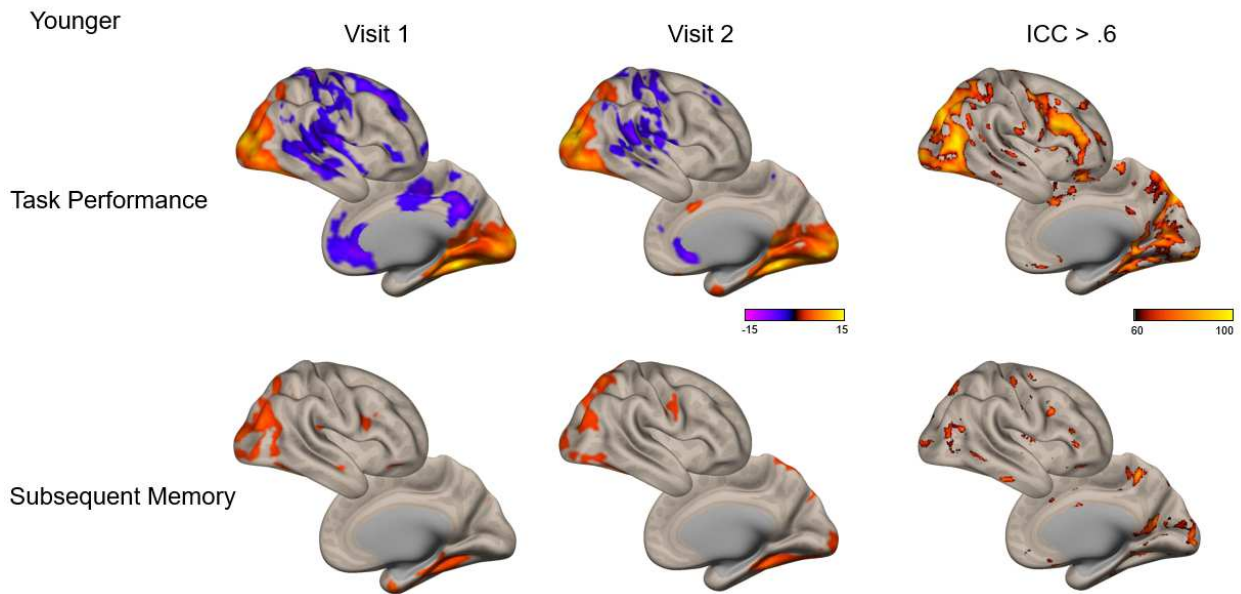 Younger
Visit 1
Visit 2
ICC > .6
Task Performance
-15
15
60
100
Subsequent Memory